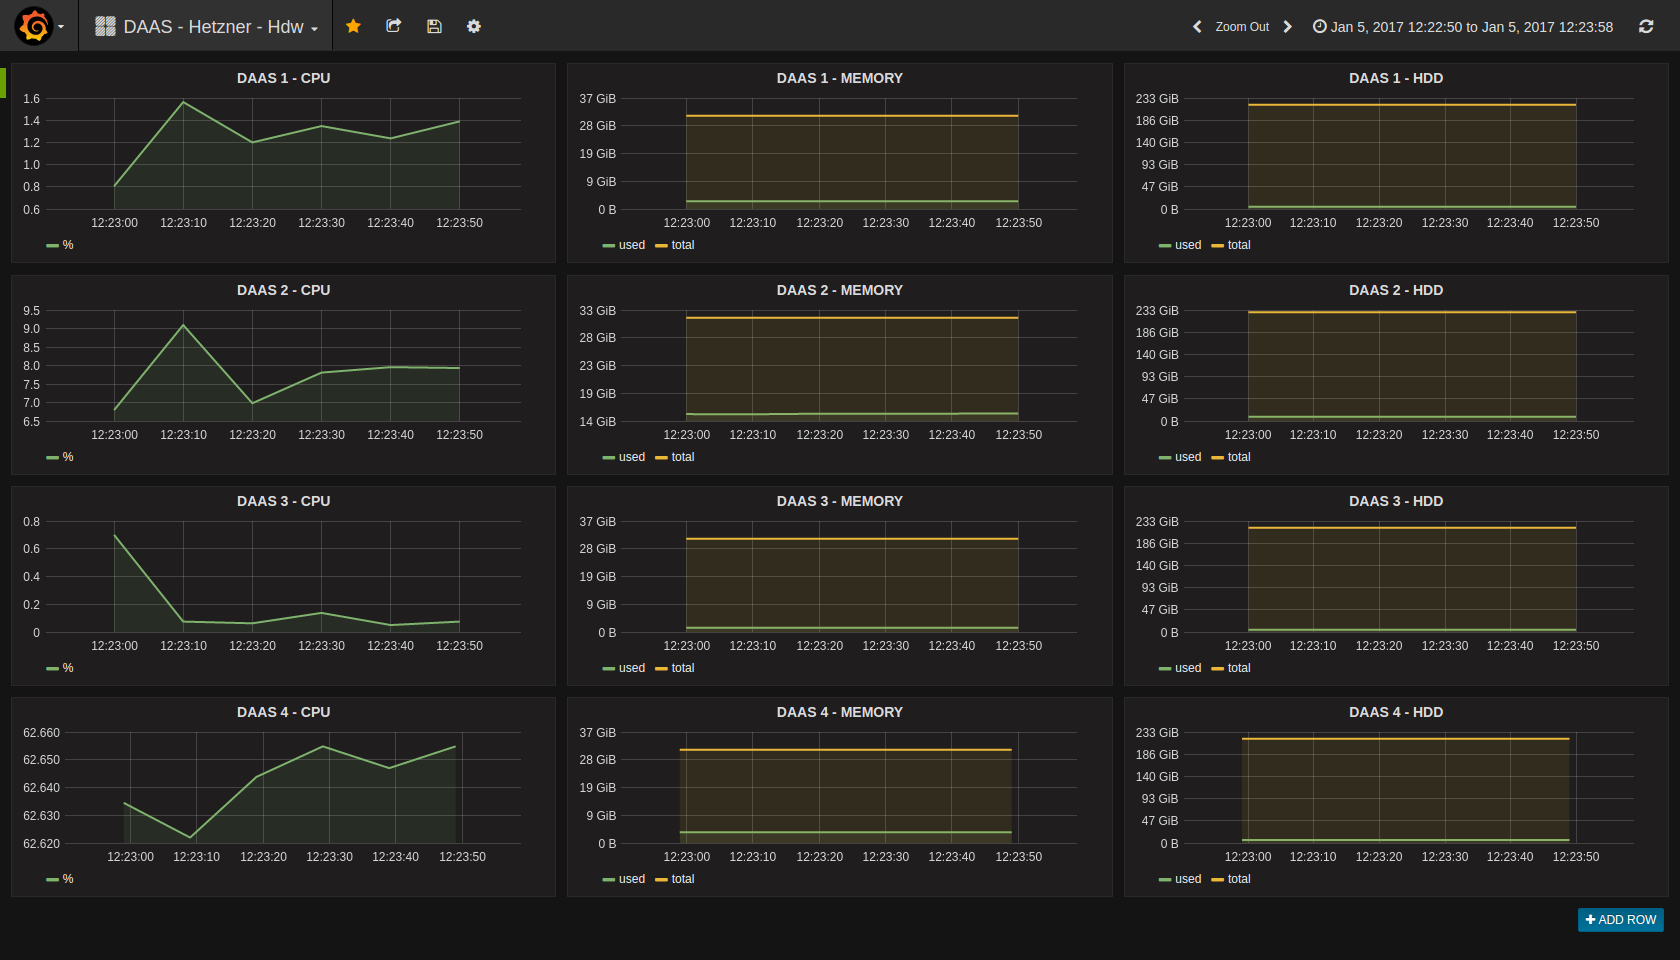 DAAS - Hetzner - Hdw
Zoom Out
Jan 5, 2017 12:22:50 to Jan 5, 2017 12:23:58
DAAS 1 - CPU
1.6
1.4
1.2
1.0
0.8
0.6
12:23:00 12:23:10 12:23:20 12:23:30 12:23:40 12:23:50
%
DAAS 1 - MEMORY
37 GiB
28 GiB
19 GiB
9 GiB
0 B
12:23:00 12:23:10 12:23:20 12:23:30 12:23:40 12:23:50
used total
DAAS 1 - HDD
233 GiB
186 GiB
140 GiB
93 GiB
47 GiB
0 B
12:23:00 12:23:10 12:23:20 12:23:30 12:23:40 12:23:50
used total
DAAS 2 - CPU
9.5
9.0
8.5
8.0
7.5
7.0
6.5
12:23:00 12:23:10 12:23:20 12:23:30 12:23:40 12:23:50
%
DAAS 2 - MEMORY
33 GiB
28 GiB
23 GiB
19 GiB
14 GiB
12:23:00 12:23:10 12:23:20 12:23:30 12:23:40 12:23:50
used total
DAAS 2 - HDD
233 GiB
186 GiB
140 GiB
93 GiB
47 GiB
0 B
12:23:00 12:23:10 12:23:20 12:23:30 12:23:40 12:23:50
used total
DAAS 3 - CPU
0.8
0.6
0.4
0.2
0
12:23:00 12:23:10 12:23:20 12:23:30 12:23:40 12:23:50
%
DAAS 3 - MEMORY
37 GiB
28 GiB
19 GiB
9 GiB
0 B
12:23:00 12:23:10 12:23:20 12:23:30 12:23:40 12:23:50
used total
DAAS 3 - HDD
233 GiB
186 GiB
140 GiB
93 GiB
47 GiB
0 B
12:23:00 12:23:10 12:23:20 12:23:30 12:23:40 12:23:50
used total
DAAS 4 - CPU
62.660
62.650
62.640
62.630
62.620
12:23:00 12:23:10 12:23:20 12:23:30 12:23:40 12:23:50
%
DAAS 4 - MEMORY
37 GiB
28 GiB
19 GiB
9 GiB
0 B
12:23:00 12:23:10 12:23:20 12:23:30 12:23:40 12:23:50
used total
DAAS 4 - HDD
233 GiB
186 GiB
140 GiB
93 GiB
47 GiB
0 B
12:23:00 12:23:10 12:23:20 12:23:30 12:23:40 12:23:50
used total
ADD ROW